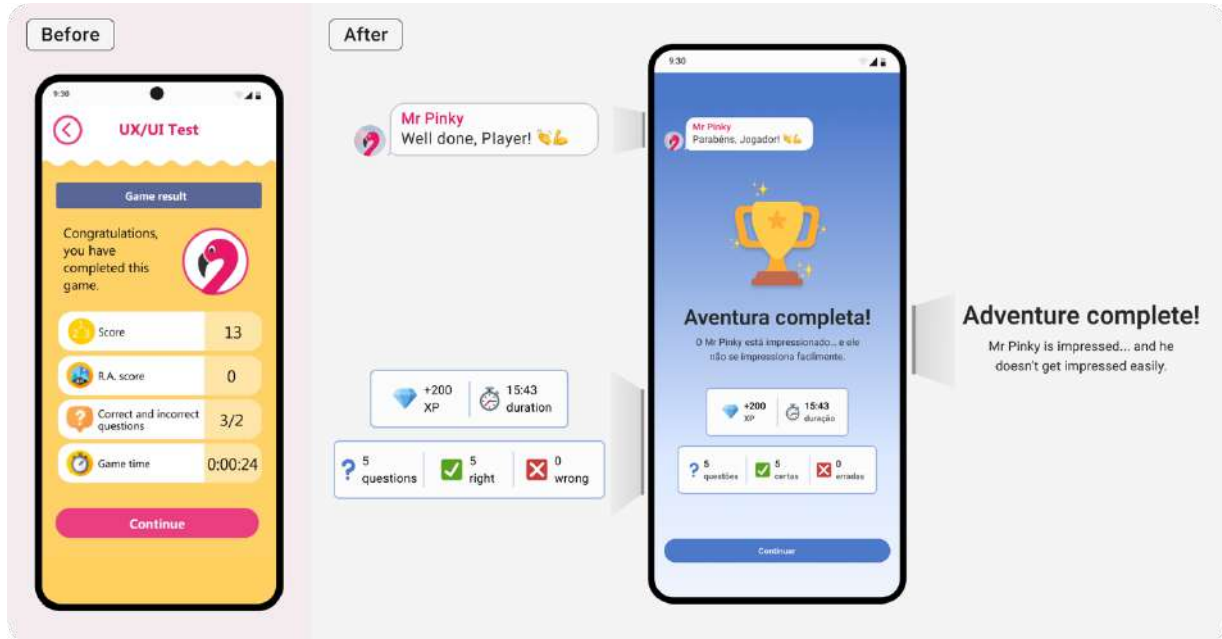 Before
9:30
UX/UI Test
Game result
Congratulations,
you have
completed this
game.
Score 13
R.A. score 0
Correct and incorrect
questions 3/2
Game time 0:00:24
Continue
After
Mr Pinky
Well done, Player! 👏💪
+200
XP
15:43
duration
5
questions
5
right
0
wrong
9:30
Mr Pinky
Parabéns, Jogador! 👏💪
Aventura completa!
O Mr Pinky está impressionado... e ele
não se impressiona facilmente.
+200
XP
15:43
duração
5
questões
5
certas
0
erradas
Continuar
Adventure complete!
Mr Pinky is impressed... and he
doesn't get impressed easily.